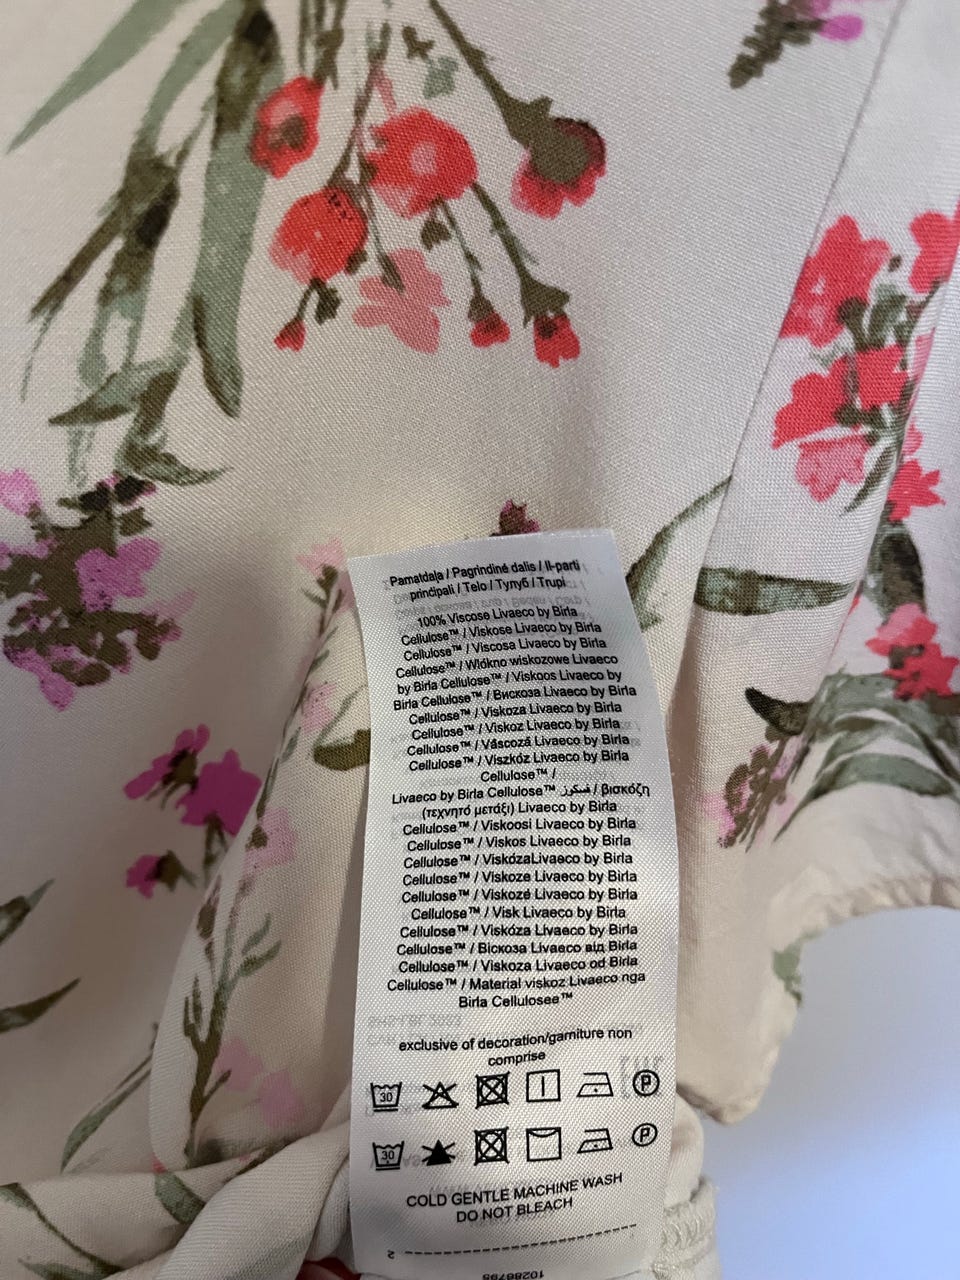 Pamatdaļa / Pagrindinė dalis / Il-parti
principali / Telo / Тулуб / Trupi
100% Viscose Livaeco by Birla
Cellulose™ / Viskose Livaeco by Birla
Cellulose™ / Viscosa Livaeco by Birla
Cellulose™ / Włókno wiskozowe Livaeco
by Birla Cellulose™ / Viskoos Livaeco by
Birla Cellulose™ / Вискоза Livaeco by Birla
Cellulose™ / Viskoza Livaeco by Birla
Cellulose™ / Viskoz Livaeco by Birla
Cellulose™ / Váscozá Livaeco by Birla
Cellulose™ / Viszkóz Livaeco by Birla
Cellulose™ /
Livaeco by Birla Cellulose™ فسكوز / βισκόζη
(τεχνητό μετάξι) Livaeco by Birla
Cellulose™ / Viskoosi Livaeco by Birla
Cellulose™ / Viskos Livaeco by Birla
Cellulose™ / ViskózaLivaeco by Birla
Cellulose™ / Viskoze Livaeco by Birla
Cellulose™ / Viskozė Livaeco by Birla
Cellulose™ / Visk Livaeco by Birla
Cellulose™ / Viskóza Livaeco by Birla
Cellulose™ / Віскоза Livaeco від Birla
Cellulose™ / Viskoza Livaeco od Birla
Cellulose™ / Material viskoz Livaeco nga
Birla Cellulosee™
exclusive of decoration/garniture non
comprise
30 P
30 P
COLD GENTLE MACHINE WASH
DO NOT BLEACH
2
10286798